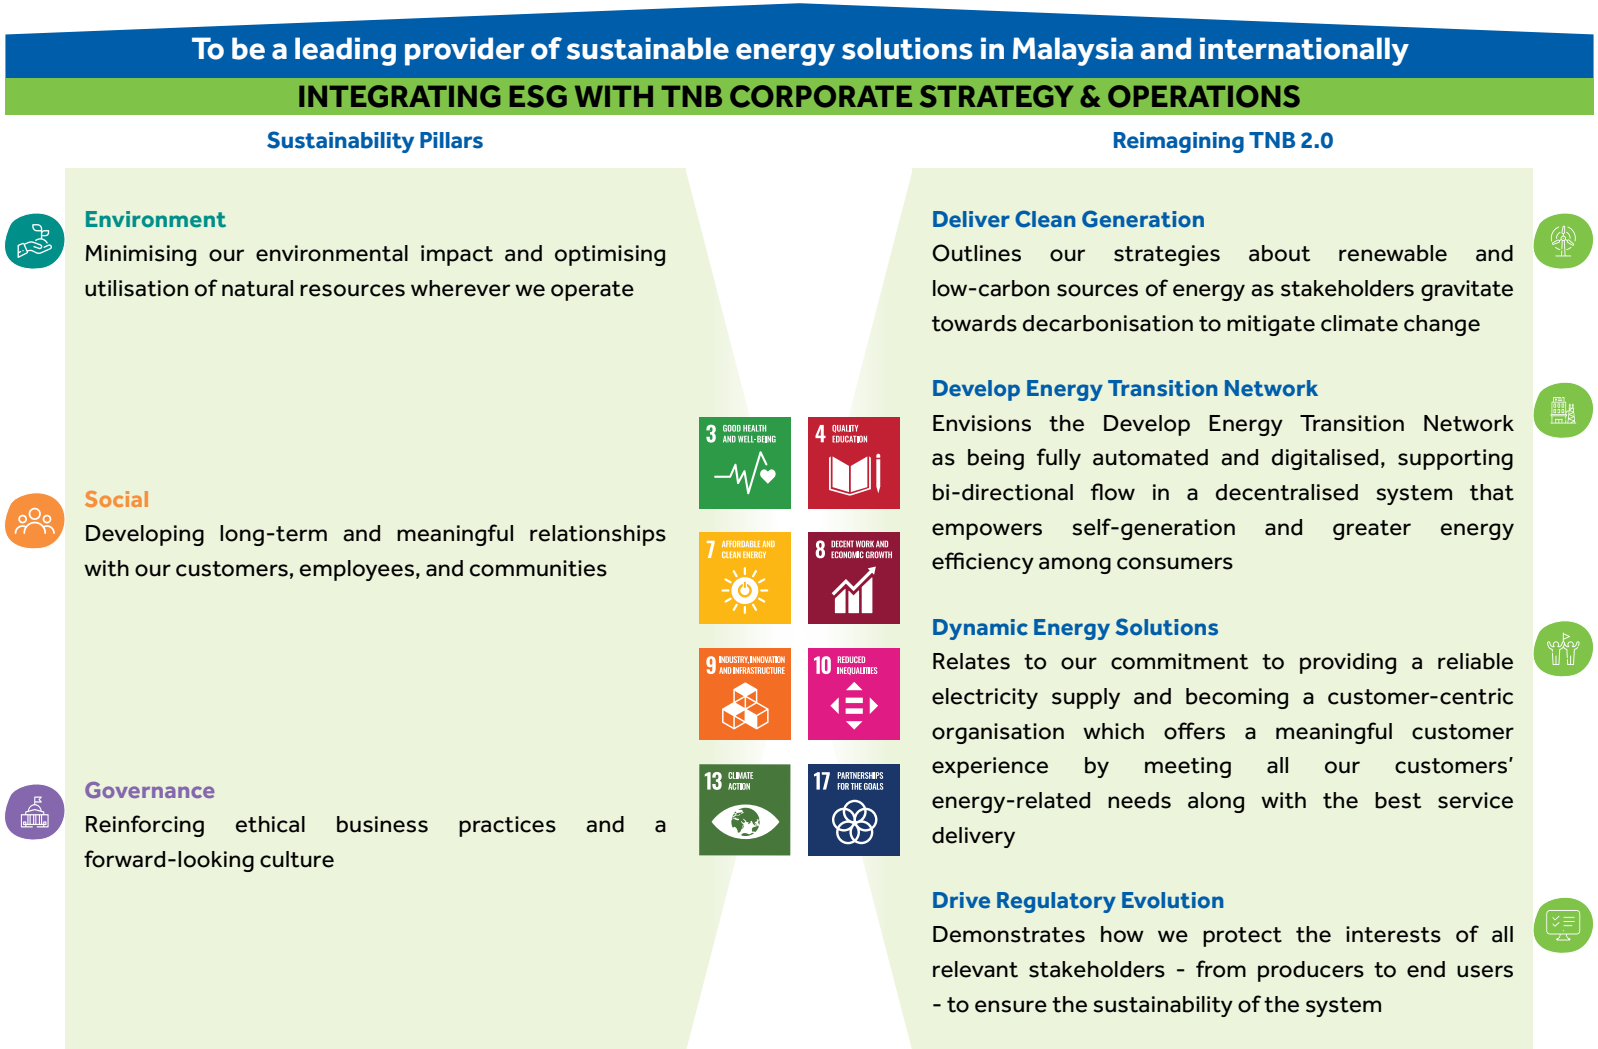 To be a leading provider of sustainable energy solutions in Malaysia and internationally
INTEGRATING ESG WITH TNB CORPORATE STRATEGY & OPERATIONS
Sustainability Pillars
Environment
Minimising our environmental impact and optimising
utilisation of natural resources wherever we operate
Social
Developing long-term and meaningful relationships
with our customers, employees, and communities
Governance
Reinforcing ethical business practices and a
forward-looking culture
3 GOOD HEALTH
AND WELL-BEING
4 QUALITY
EDUCATION
7 AFFORDABLE AND
CLEAN ENERGY
8 DECENT WORK AND
ECONOMIC GROWTH
9 INDUSTRY, INNOVATION
AND INFRASTRUCTURE
10 REDUCED
INEQUALITIES
13 CLIMATE
ACTION
17 PARTNERSHIPS
FOR THE GOALS
Reimagining TNB 2.0
Deliver Clean Generation
Outlines our strategies about renewable and
low-carbon sources of energy as stakeholders gravitate
towards decarbonisation to mitigate climate change
Develop Energy Transition Network
Envisions the Develop Energy Transition Network
as being fully automated and digitalised, supporting
bi-directional flow in a decentralised system that
empowers self-generation and greater energy
efficiency among consumers
Dynamic Energy Solutions
Relates to our commitment to providing a reliable
electricity supply and becoming a customer-centric
organisation which offers a meaningful customer
experience by meeting all our customers'
energy-related needs along with the best service
delivery
Drive Regulatory Evolution
Demonstrates how we protect the interests of all
relevant stakeholders - from producers to end users
- to ensure the sustainability of the system